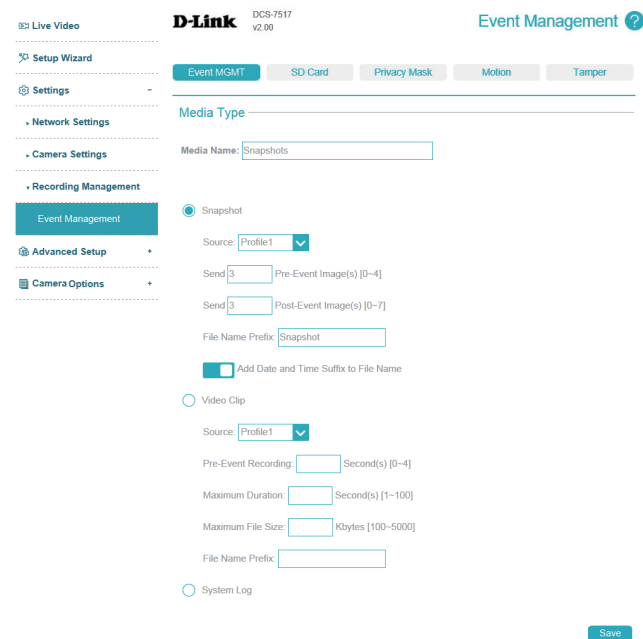 Live Video
Setup Wizard
Settings -
Network Settings
Camera Settings
Recording Management
Event Management
Advanced Setup +
Camera Options +
D-Link DCS-7517
v2.00
Event Management ?
Event MGMT SD Card Privacy Mask Motion Tamper
Media Type
Media Name: Snapshots
Snapshot
Source: Profile1
Send 3 Pre-Event Image(s) [0~4]
Send 3 Post-Event Image(s) [0~7]
File Name Prefix: Snapshot
Add Date and Time Suffix to File Name
Video Clip
Source: Profile1
Pre-Event Recording: Second(s) [0~4]
Maximum Duration: Second(s) [1~100]
Maximum File Size: Kbytes [100~5000]
File Name Prefix:
System Log
Save